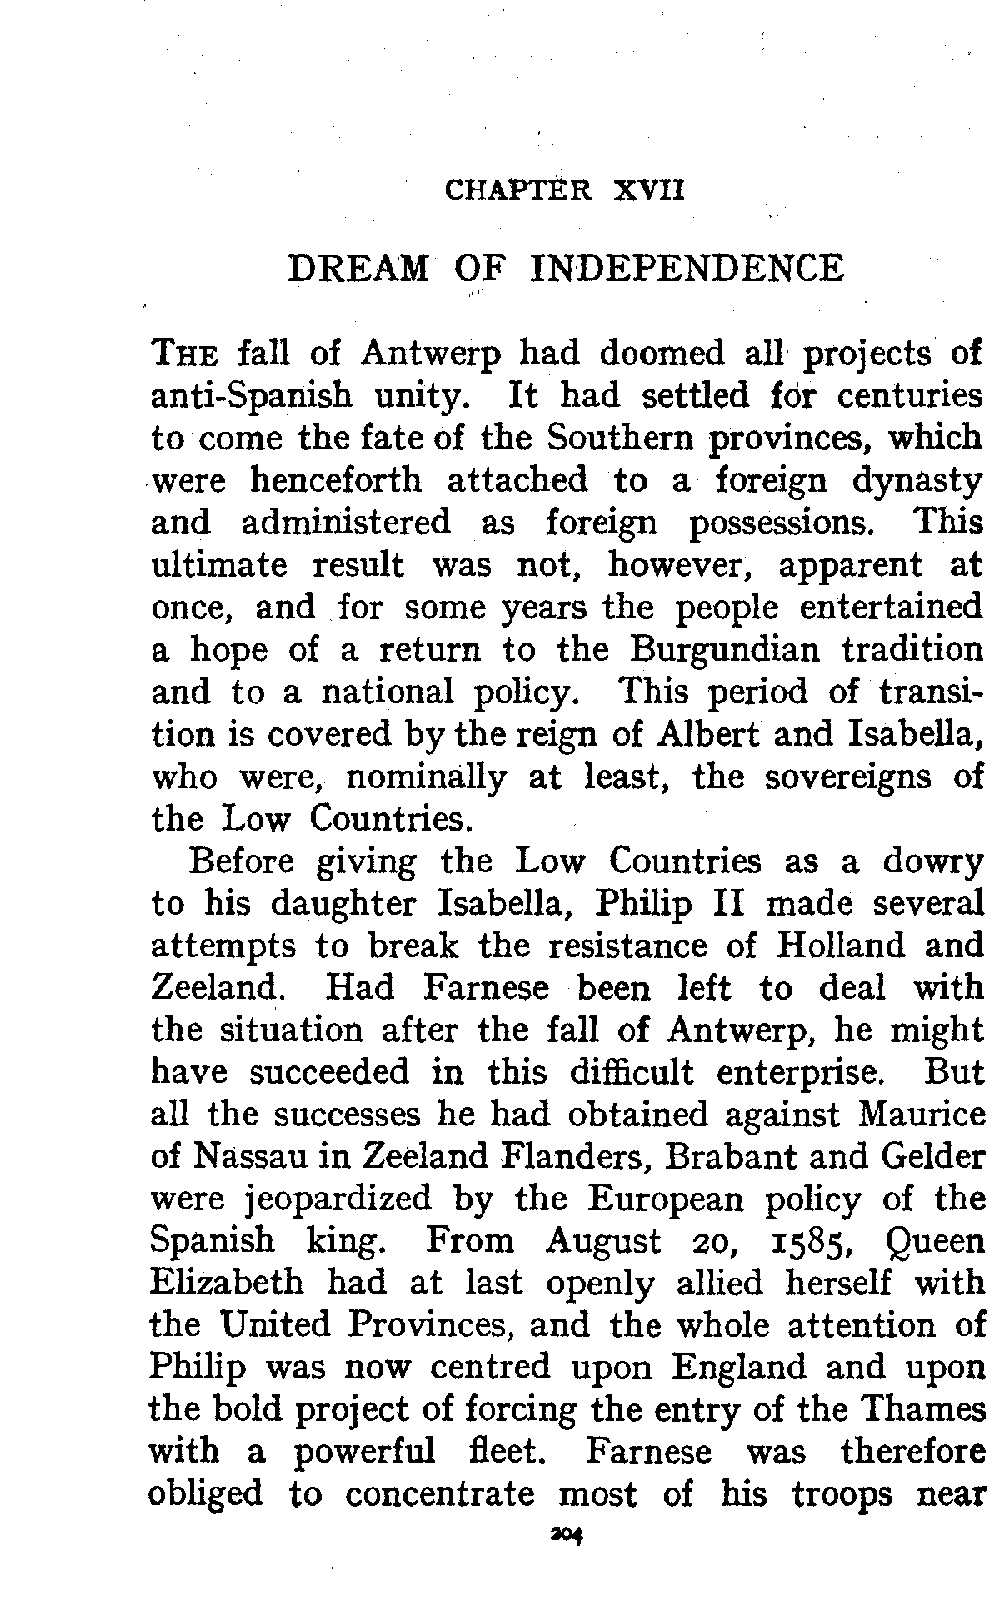 CHAPTER XVII
DREAM OF INDEPENDENCE
THE fall of Antwerp had doomed all projects of
anti-Spanish unity. It had settled for centuries
to come the fate of the Southern provinces, which
were henceforth attached to a foreign dynasty
and administered as foreign possessions. This
ultimate result was not, however, apparent at
once, and for some years the people entertained
a hope of a return to the Burgundian tradition
and to a national policy. This period of transi-
tion is covered by the reign of Albert and Isabella,
who were, nominally at least, the sovereigns of
the Low Countries.
Before giving the Low Countries as a dowry
to his daughter Isabella, Philip II made several
attempts to break the resistance of Holland and
Zeeland. Had Farnese been left to deal with
the situation after the fall of Antwerp, he might
have succeeded in this difficult enterprise. But
all the successes he had obtained against Maurice
of Nassau in Zeeland Flanders, Brabant and Gelder
were jeopardized by the European policy of the
Spanish king. From August 20, 1585, Queen
Elizabeth had at last openly allied herself with
the United Provinces, and the whole attention of
Philip was now centred upon England and upon
the bold project of forcing the entry of the Thames
with a powerful fleet. Farnese was therefore
obliged to concentrate most of his troops near
204